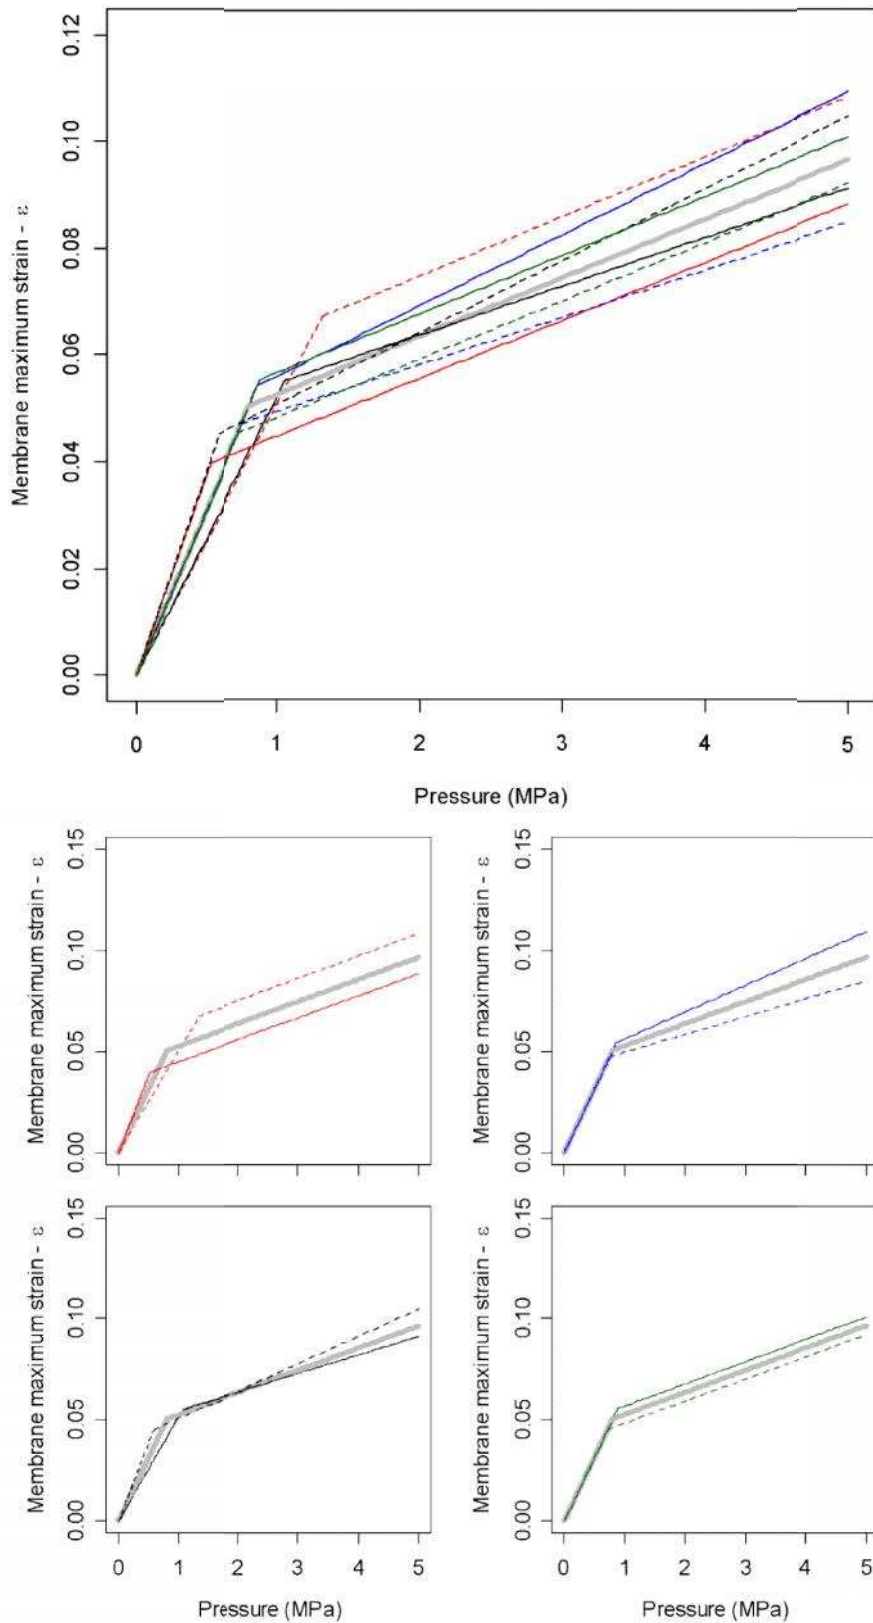 0.12
0.10
0.08
0.06
0.04
0.02
0.00
Membrane maximum strain - ε
0 1 2 3 4 5
Pressure (MPa)
0.15
0.10
0.05
0.00
Membrane maximum strain - ε
0.15
0.10
0.05
0.00
Membrane maximum strain - ε
0.15
0.10
0.05
0.00
Membrane maximum strain - ε
0 1 2 3 4 5
Pressure (MPa)
0.15
0.10
0.05
0.00
Membrane maximum strain - ε
0 1 2 3 4 5
Pressure (MPa)